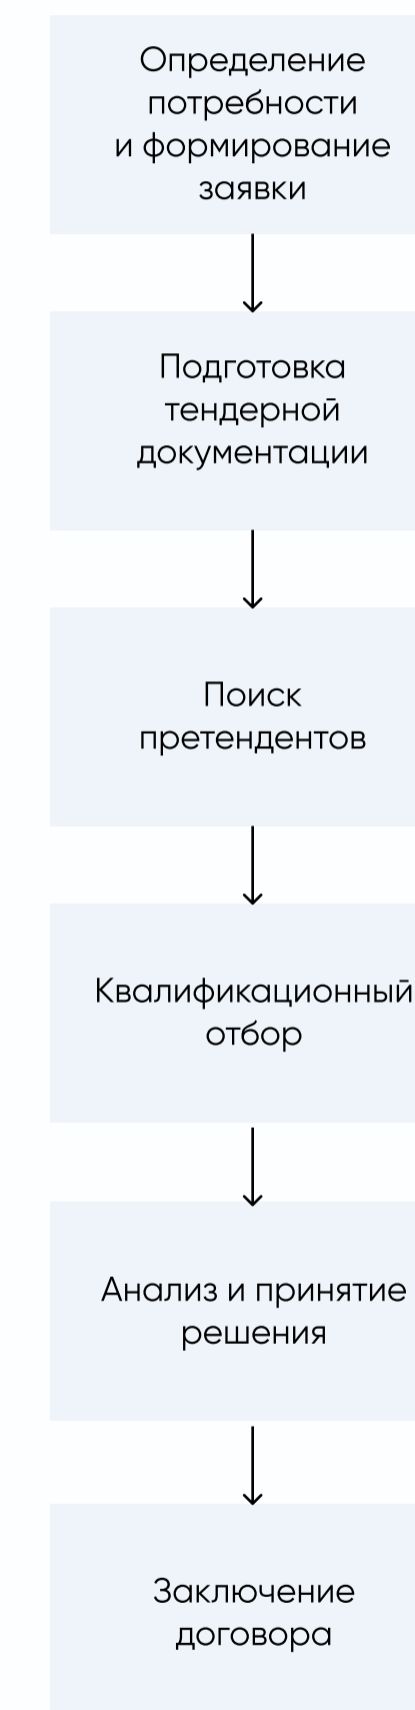 Определение
потребности
и формирование
заявки
Подготовка
тендерной
документации
Поиск
претендентов
Квалификационный
отбор
Анализ и принятие
решения
Заключение
договора